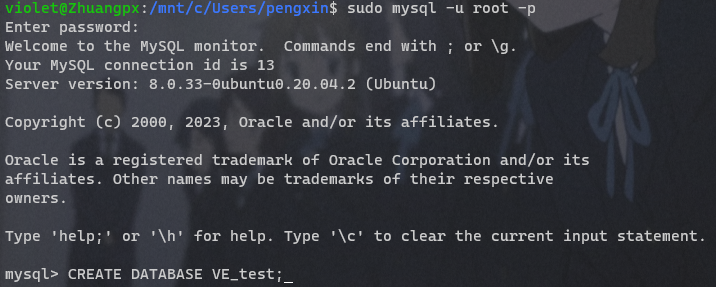 violet@Zhuangpx:/mnt/c/Users/pengxin$ sudo mysql -u root -p
Enter password:
Welcome to the MySQL monitor.  Commands end with ; or \g.
Your MySQL connection id is 13
Server version: 8.0.33-0ubuntu0.20.04.2 (Ubuntu)

Copyright (c) 2000, 2023, Oracle and/or its affiliates.

Oracle is a registered trademark of Oracle Corporation and/or its
affiliates. Other names may be trademarks of their respective
owners.

Type 'help;' or '\h' for help. Type '\c' to clear the current input statement.

mysql> CREATE DATABASE VE_test;_